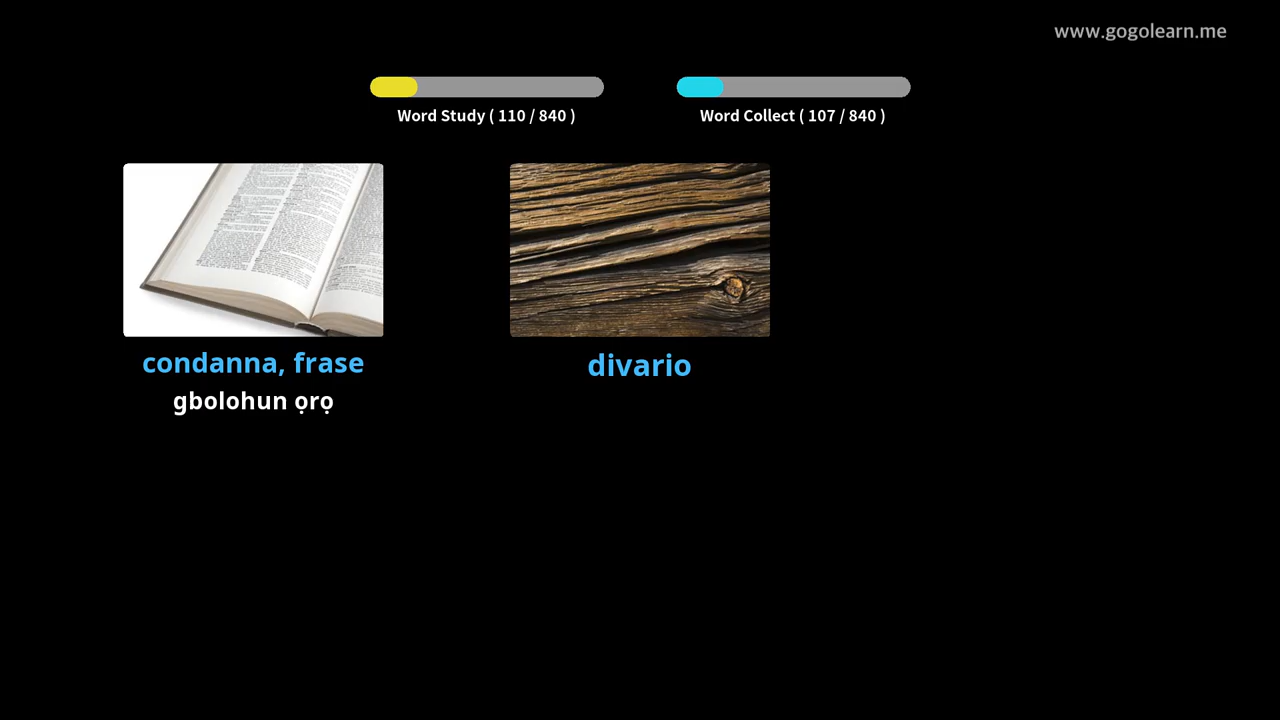 www.gogolearn.me
Word Study ( 110 / 840 )
Word Collect ( 107 / 840 )
condanna, frase
gbolohun ọrọ
divario